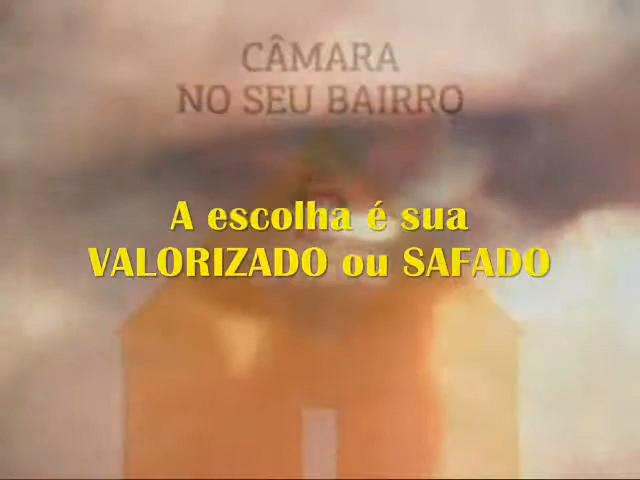 CÂMARA
NO SEU BAIRRO
A escolha é sua
VALORIZADO ou SAFADO